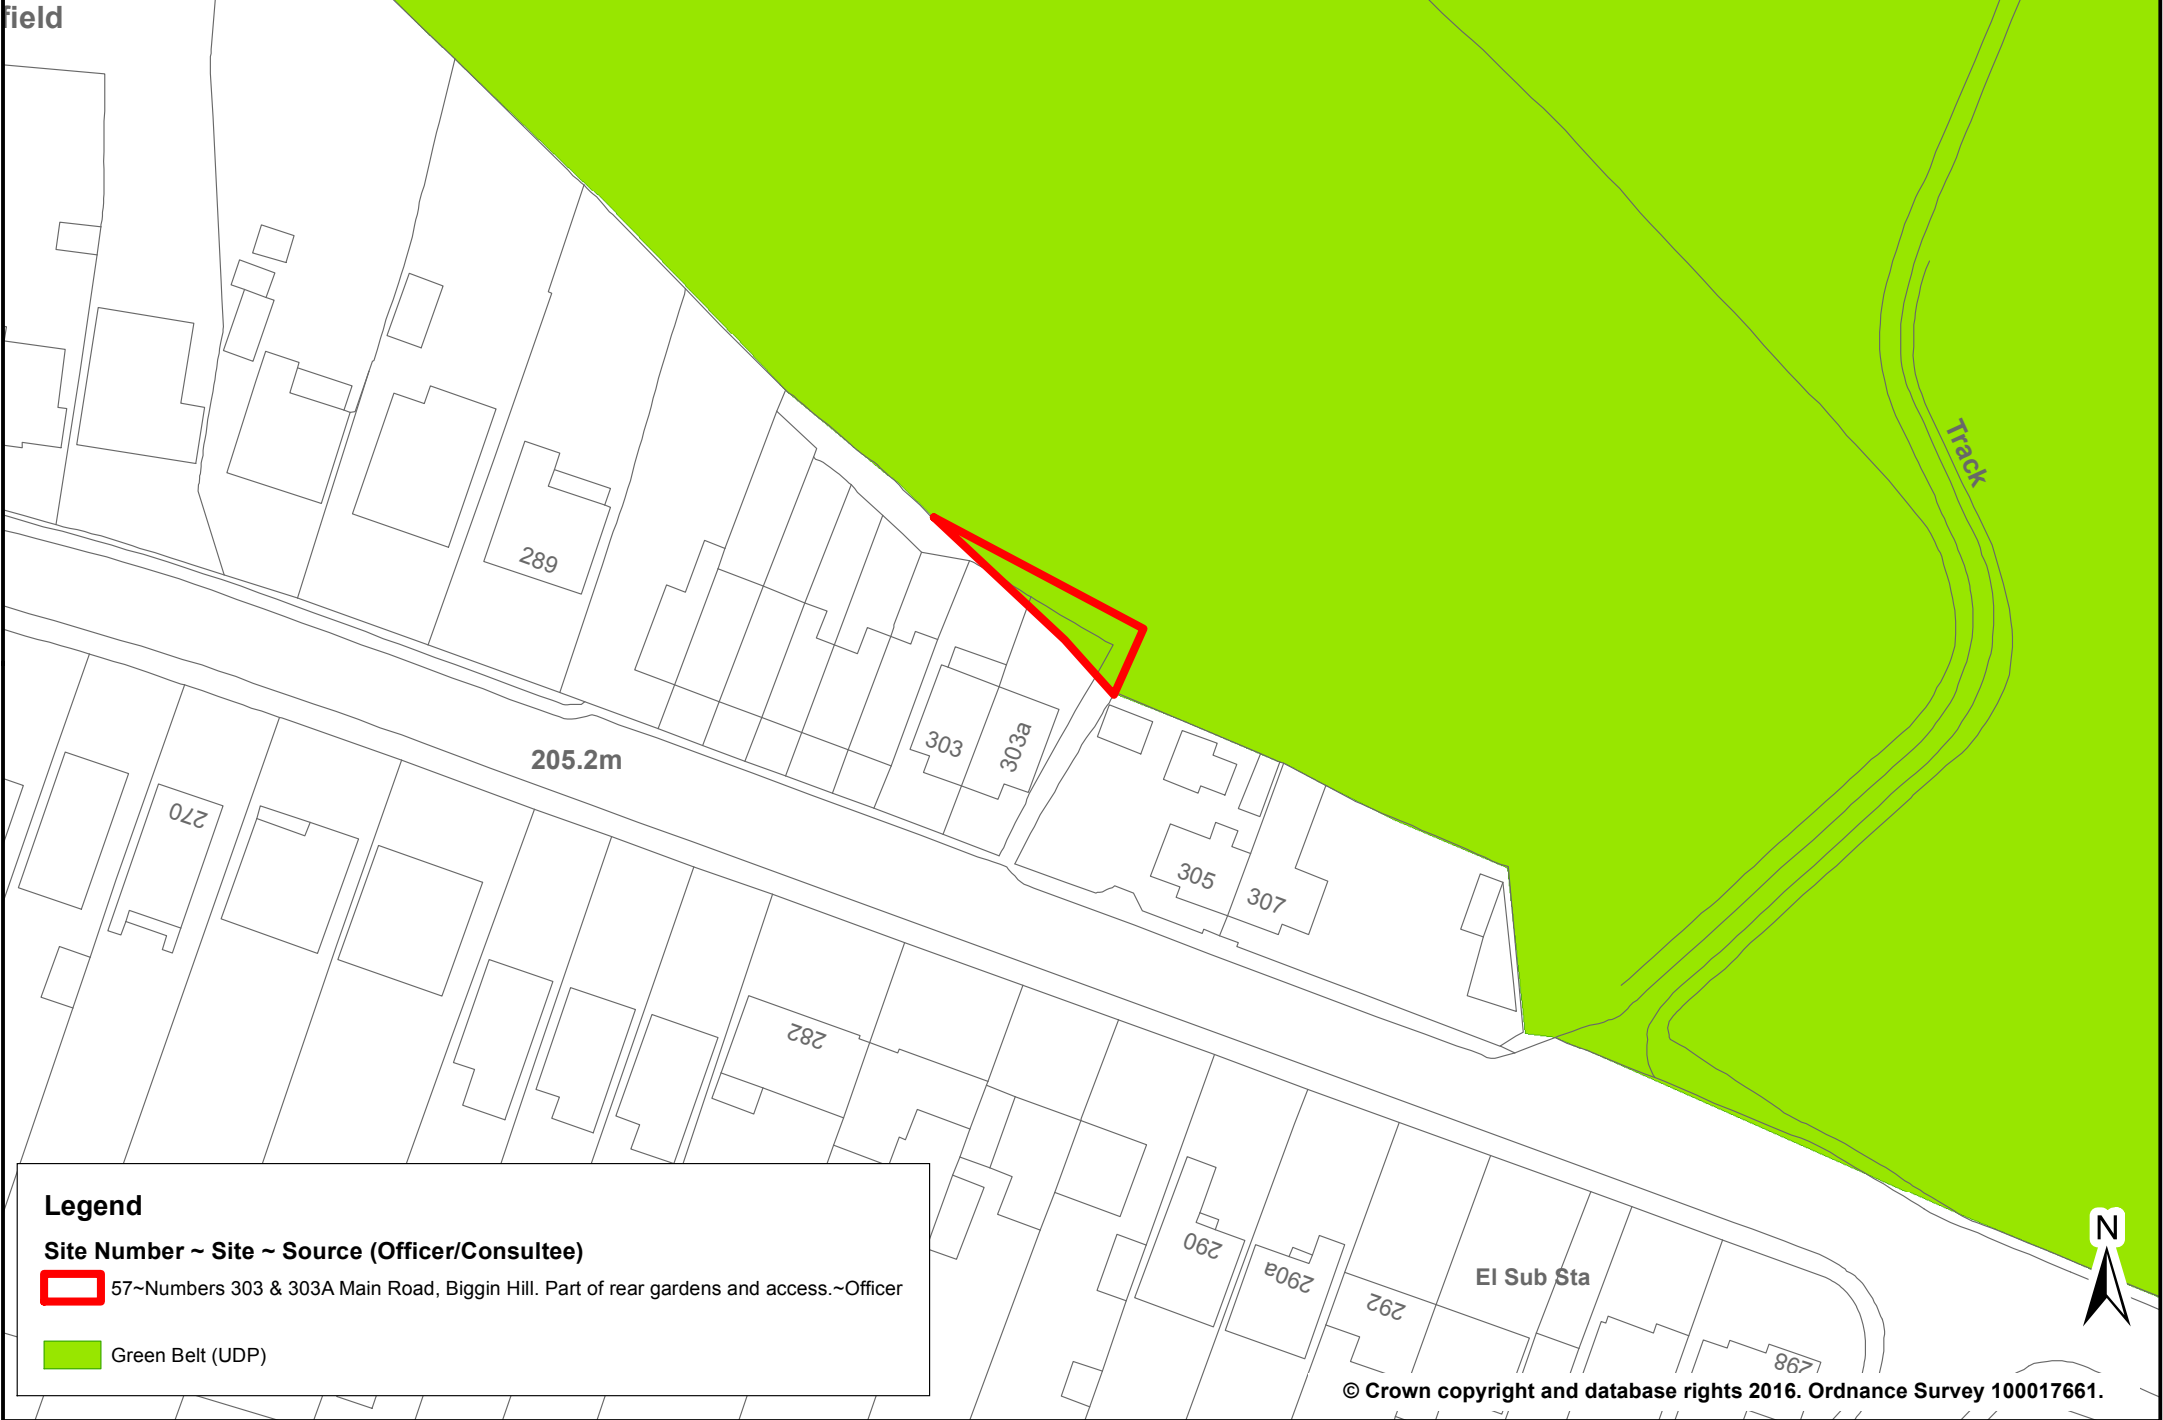 field
Track
289
303
303a
205.2m
270
305
307
282
290
290a
292
El Sub Sta
298
N
Legend
Site Number ~ Site ~ Source (Officer/Consultee)
57~Numbers 303 & 303A Main Road, Biggin Hill. Part of rear gardens and access.~Officer
Green Belt (UDP)
© Crown copyright and database rights 2016. Ordnance Survey 100017661.